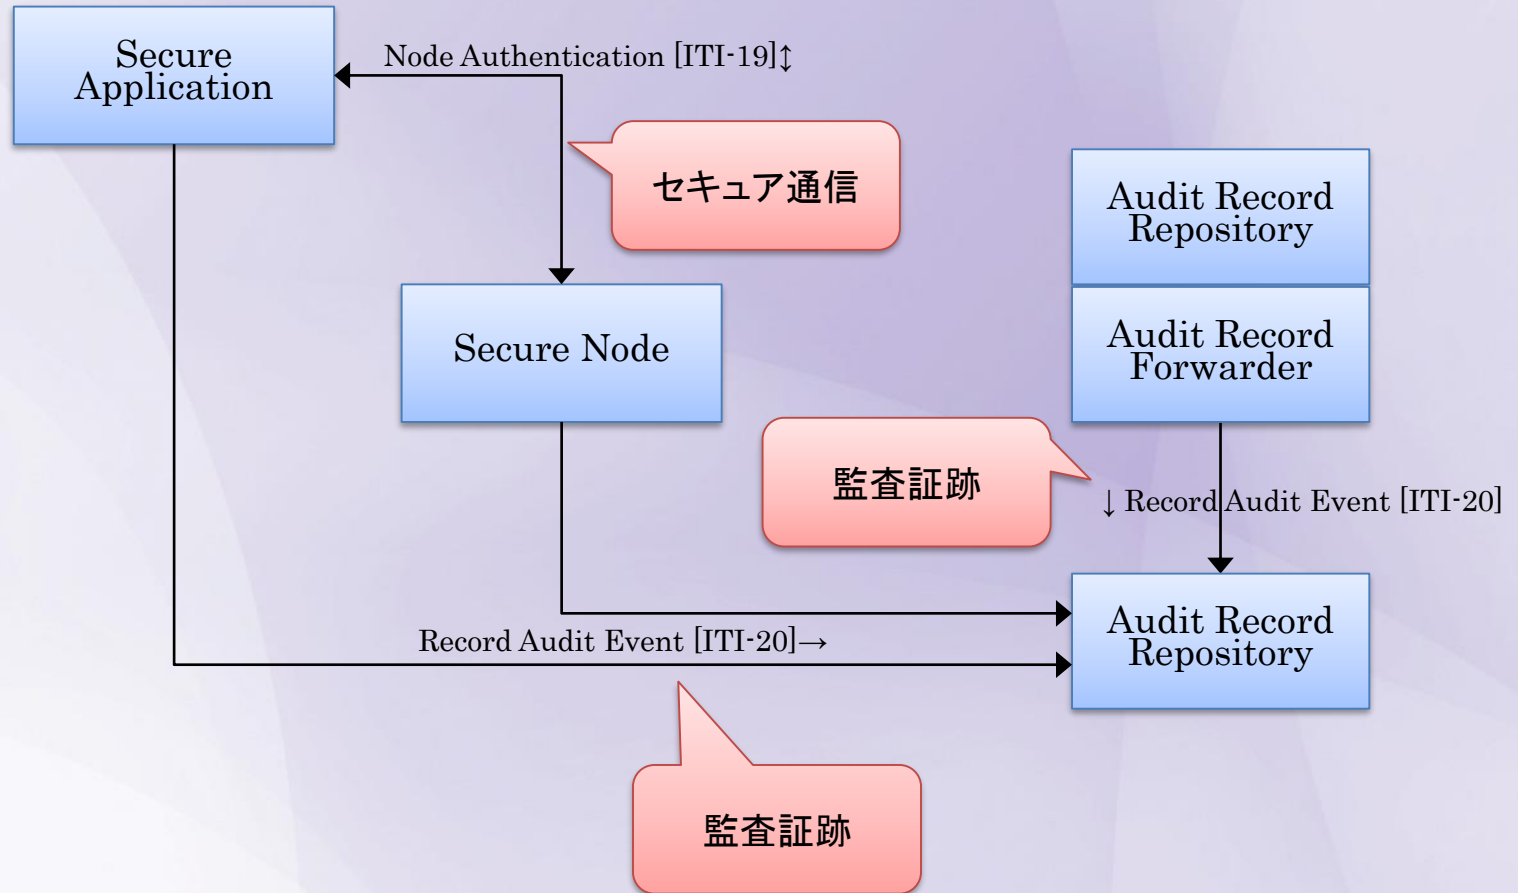 Secure
Application
Node Authentication [ITI-19]↕
セキュア通信
Audit Record
Repository
Secure Node
Audit Record
Forwarder
監査証跡
↓ Record Audit Event [ITI-20]
Audit Record
Repository
Record Audit Event [ITI-20]→
監査証跡